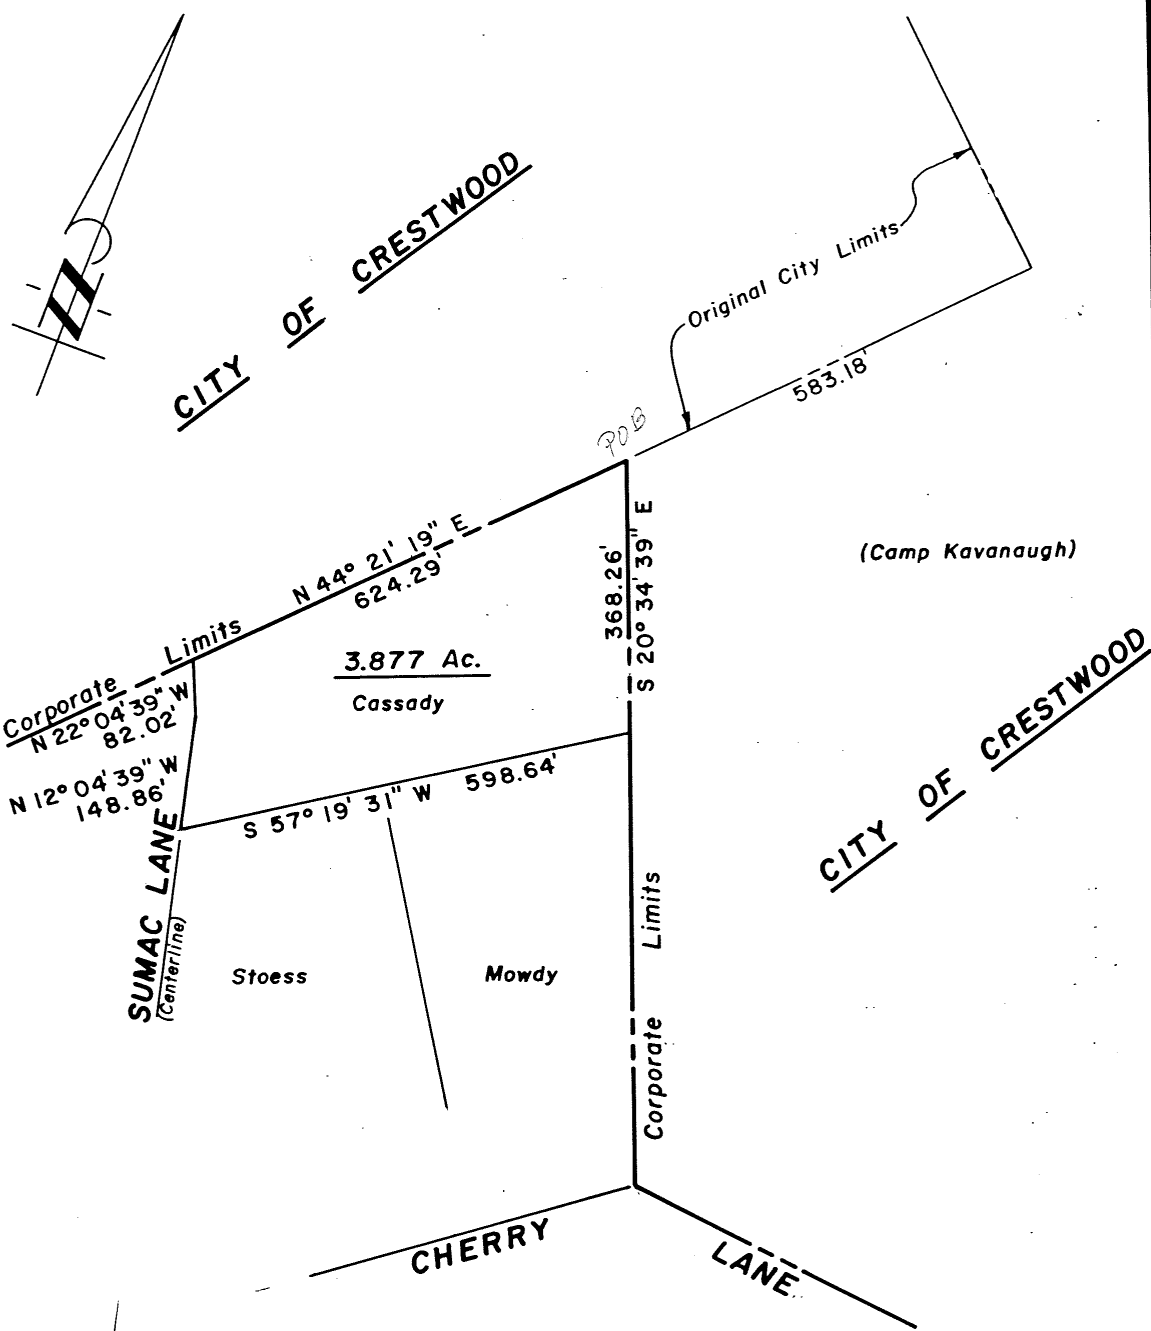 CITY OF CRESTWOOD
Original City Limits
583.18'
POB
N 44° 21' 19" E
624.29'
368.26'
S 20° 34' 39" E
(Camp Kavanaugh)
Corporate Limits
3.877 Ac.
Cassady
N 22° 04' 39" W
82.02'
N 12° 04' 39" W
148.86'
S 57° 19' 31" W 598.64'
CITY OF CRESTWOOD
SUMAC LANE
(Centerline)
Stoess
Mowdy
Corporate Limits
CHERRY LANE